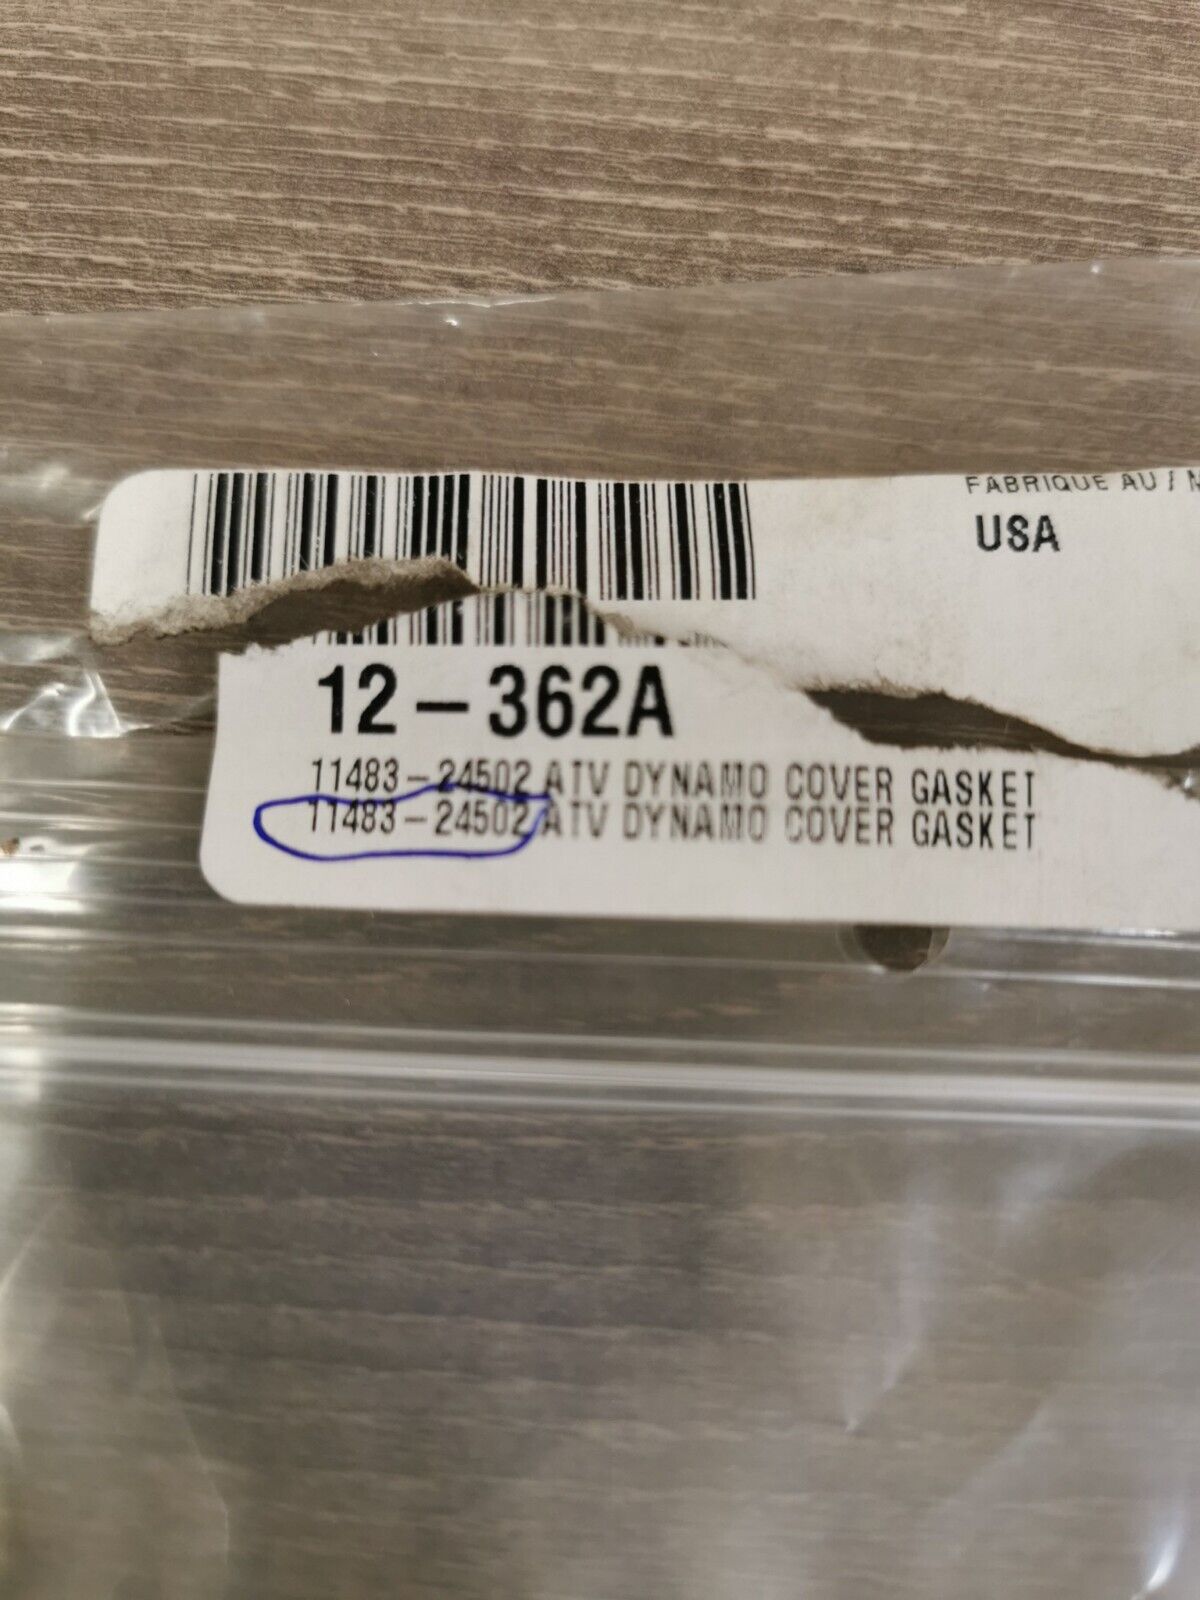 FABRIQUE AU /
USA
12-362A
11483-24502 ATV DYNAMO COVER GASKET
11483-24502 ATV DYNAMO COVER GASKET